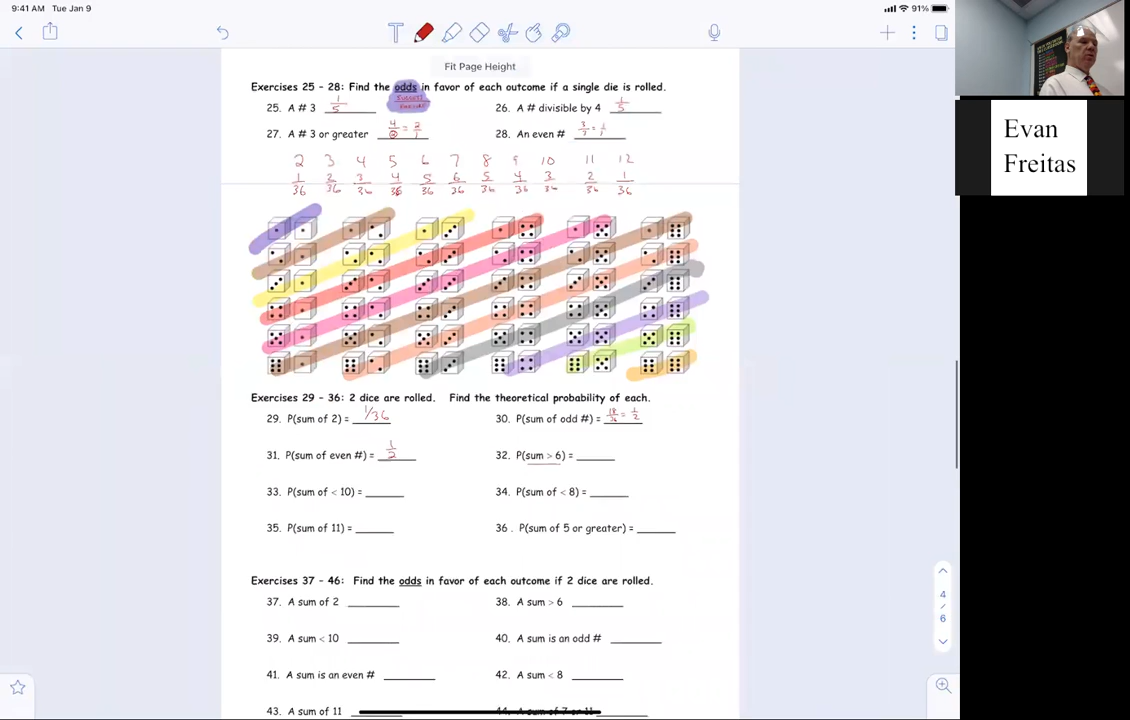 9:41 AM Tue Jan 9
91%
Fit Page Height
Exercises 25 - 28: Find the odds in favor of each outcome if a single die is rolled.
25. A # 3 1/5
26. A # divisible by 4 1/5
27. A # 3 or greater 4/2 = 2/1
28. An even # 3/3 = 1/1
2 3 4 5 6 7 8 9 10 11 12
1/36 2/36 3/36 4/36 5/36 6/36 5/36 4/36 3/36 2/36 1/36
Exercises 29 - 36: 2 dice are rolled. Find the theoretical probability of each.
29. P(sum of 2) = 1/36
30. P(sum of odd #) = 18/36 = 1/2
31. P(sum of even #) = 1/2
32. P(sum > 6) =
33. P(sum of < 10) =
34. P(sum of < 8) =
35. P(sum of 11) =
36 . P(sum of 5 or greater) =
Exercises 37 - 46: Find the odds in favor of each outcome if 2 dice are rolled.
37. A sum of 2
38. A sum > 6
39. A sum < 10
40. A sum is an odd #
41. A sum is an even #
42. A sum < 8
43. A sum of 11
44. A sum of 7 or 11
4
/
6
Evan
Freitas